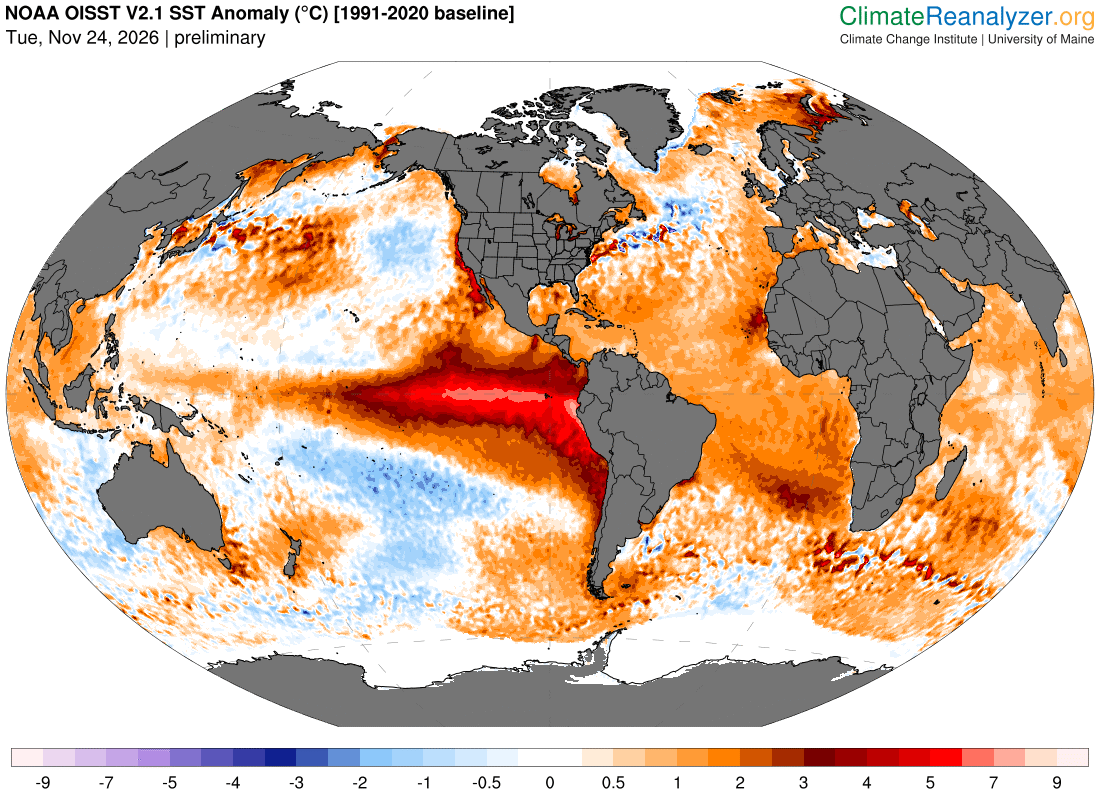 NOAA OISST V2.1 SST Anomaly (°C) [1991-2020 baseline]
Tue, Nov 24, 2026 | preliminary
ClimateReanalyzer.org
Climate Change Institute | University of Maine
-9 -7 -5 -4 -3 -2 -1 -0.5 0 0.5 1 2 3 4 5 7 9